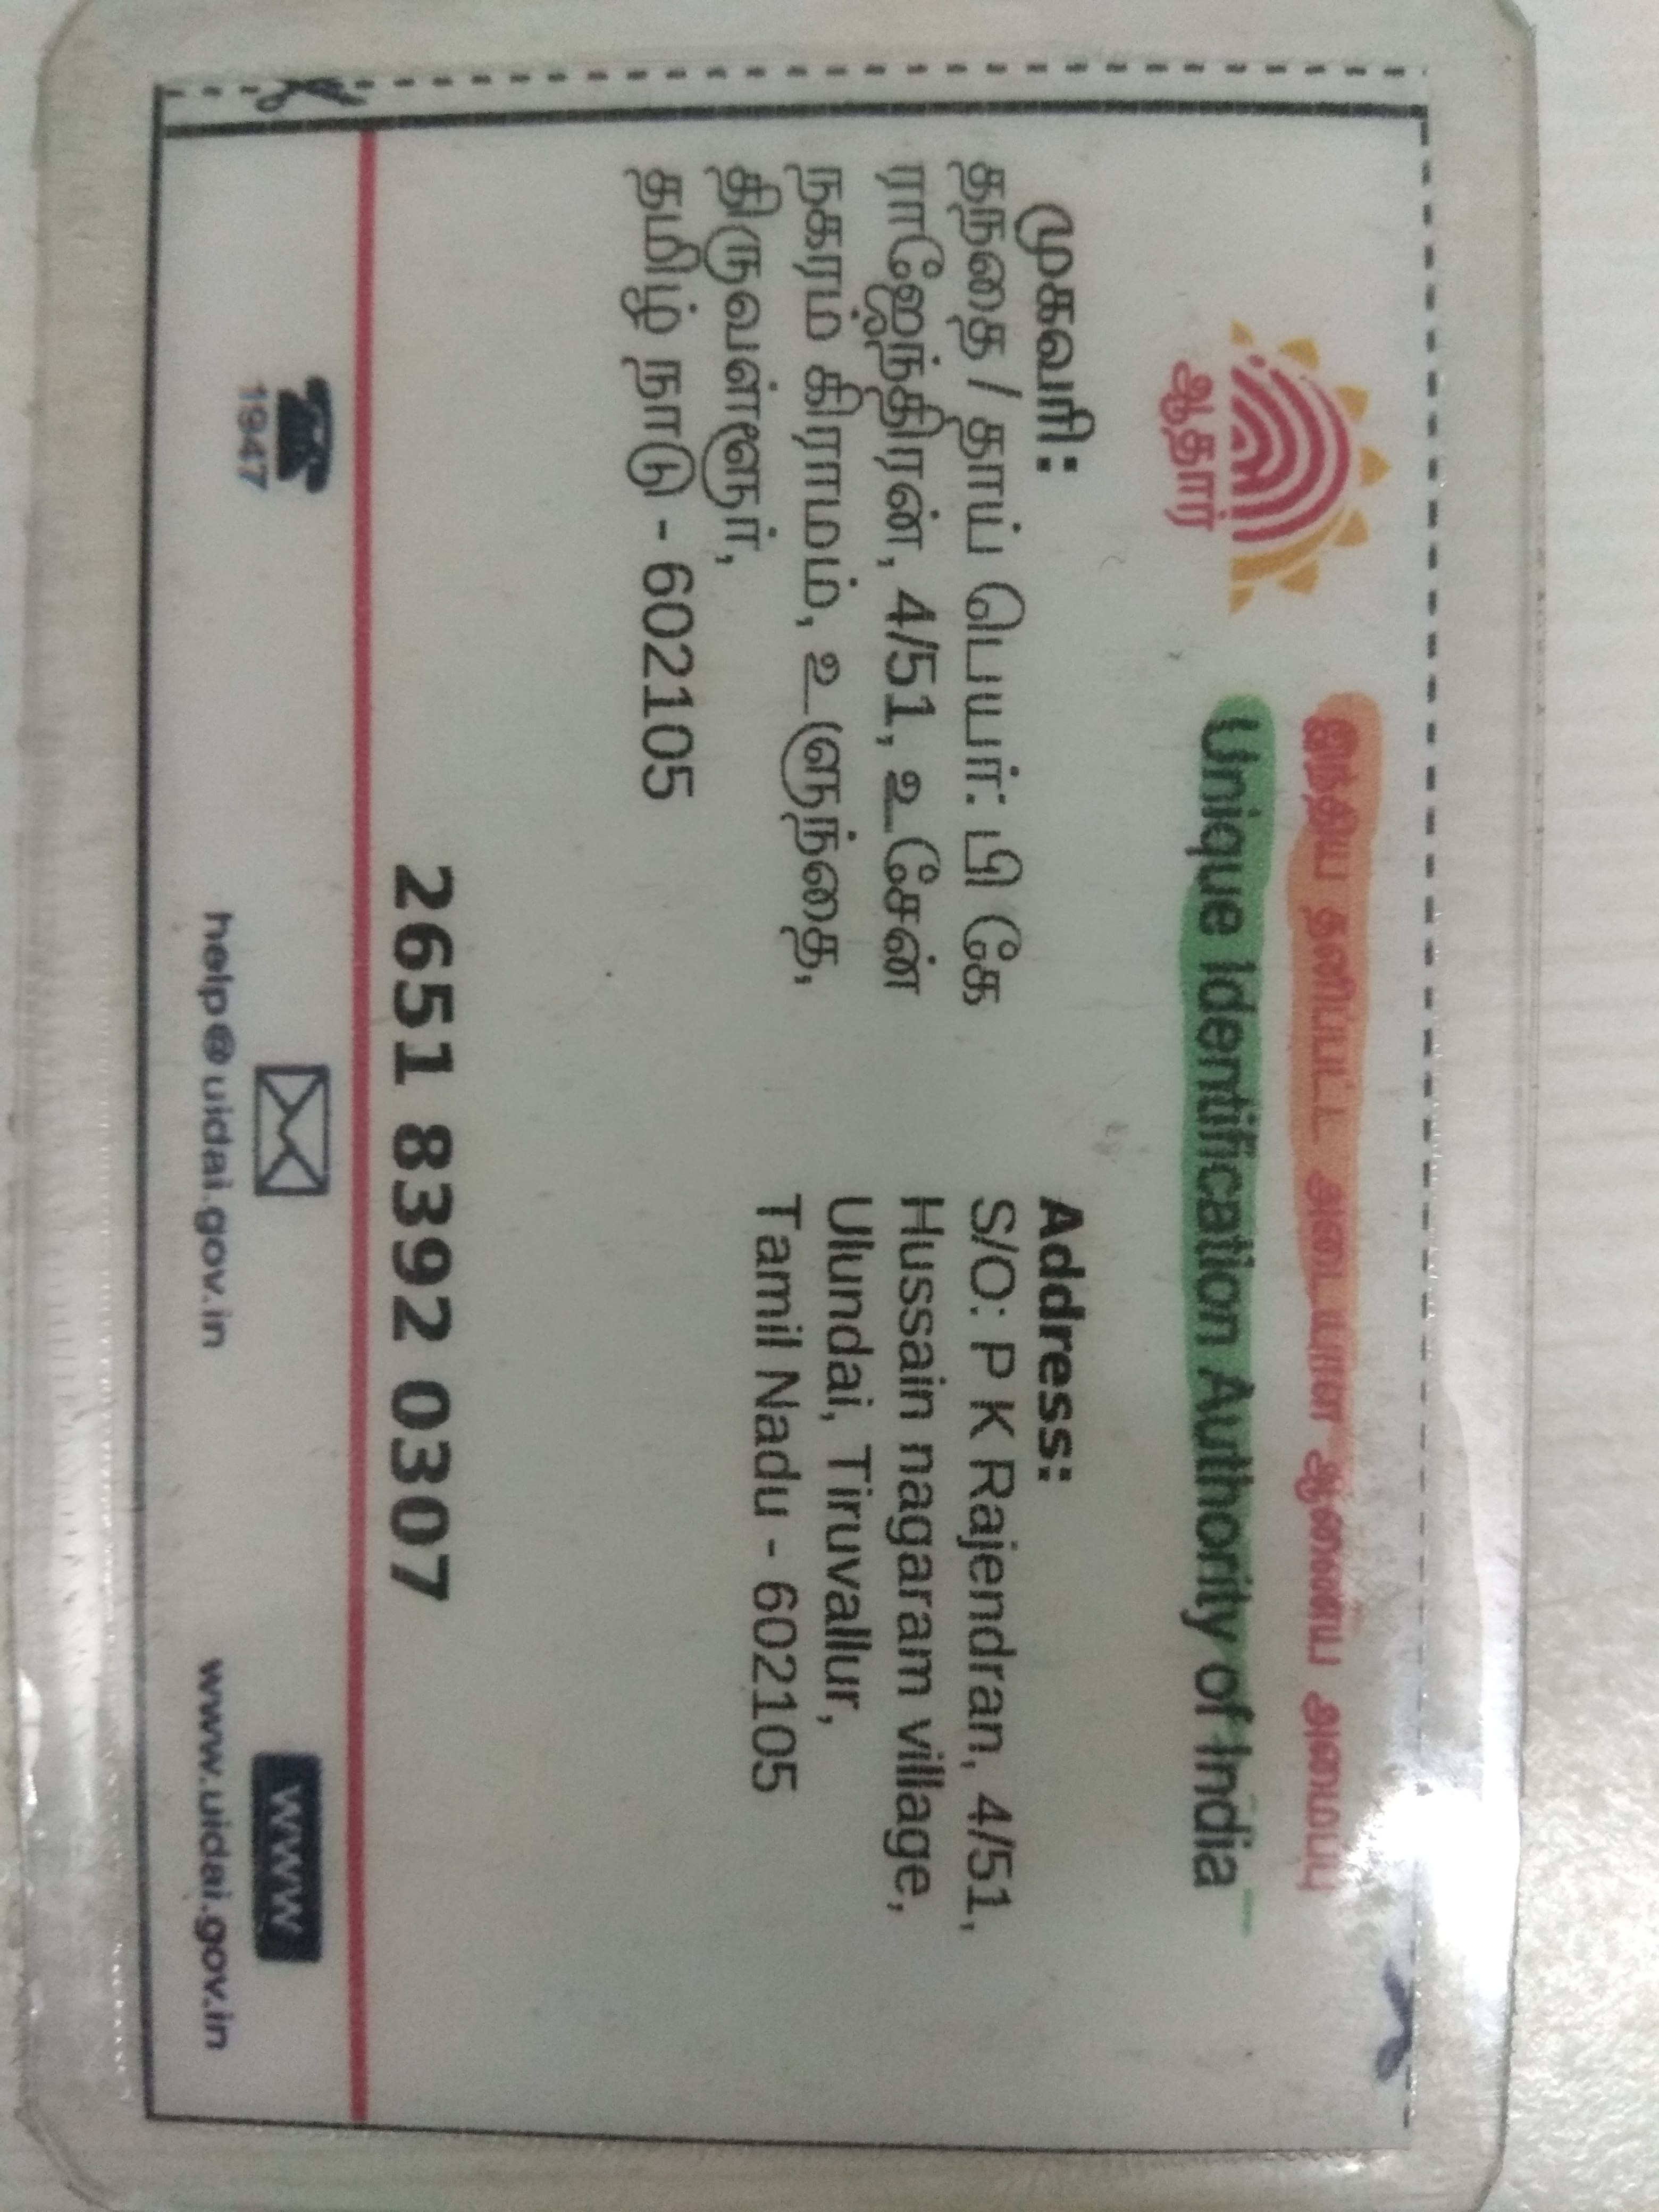 இந்திய தனிப்பட்ட அடையாள ஆணைய அமைப்பு
Unique Identification Authority of India
ஆதார்
முகவரி:
தந்தை / தாய் பெயர்: பி கே
ராஜேந்திரன், 4/51, உசேன்
நகரம் கிராமம், உளுந்தை,
திருவள்ளூர்,
தமிழ் நாடு - 602105
Address:
S/O: P K Rajendran, 4/51,
Hussain nagaram village,
Ulundai, Tiruvallur,
Tamil Nadu - 602105
2651 8392 0307
1947
help@uidai.gov.in
www
www.uidai.gov.in